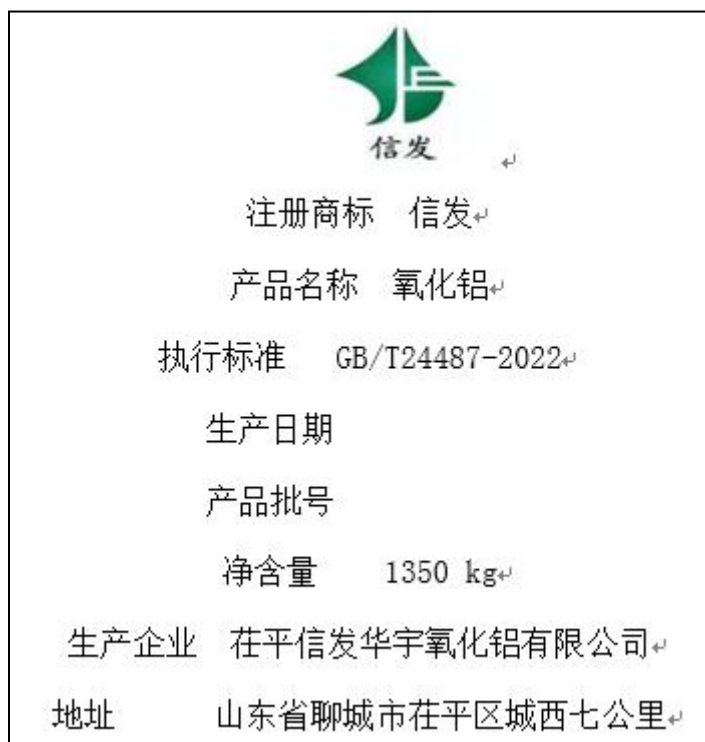 信发
注册商标 信发
产品名称 氧化铝
执行标准 GB/T24487-2022
生产日期
产品批号
净含量 1350 kg
生产企业 茌平信发华宇氧化铝有限公司
地址 山东省聊城市茌平区城西七公里